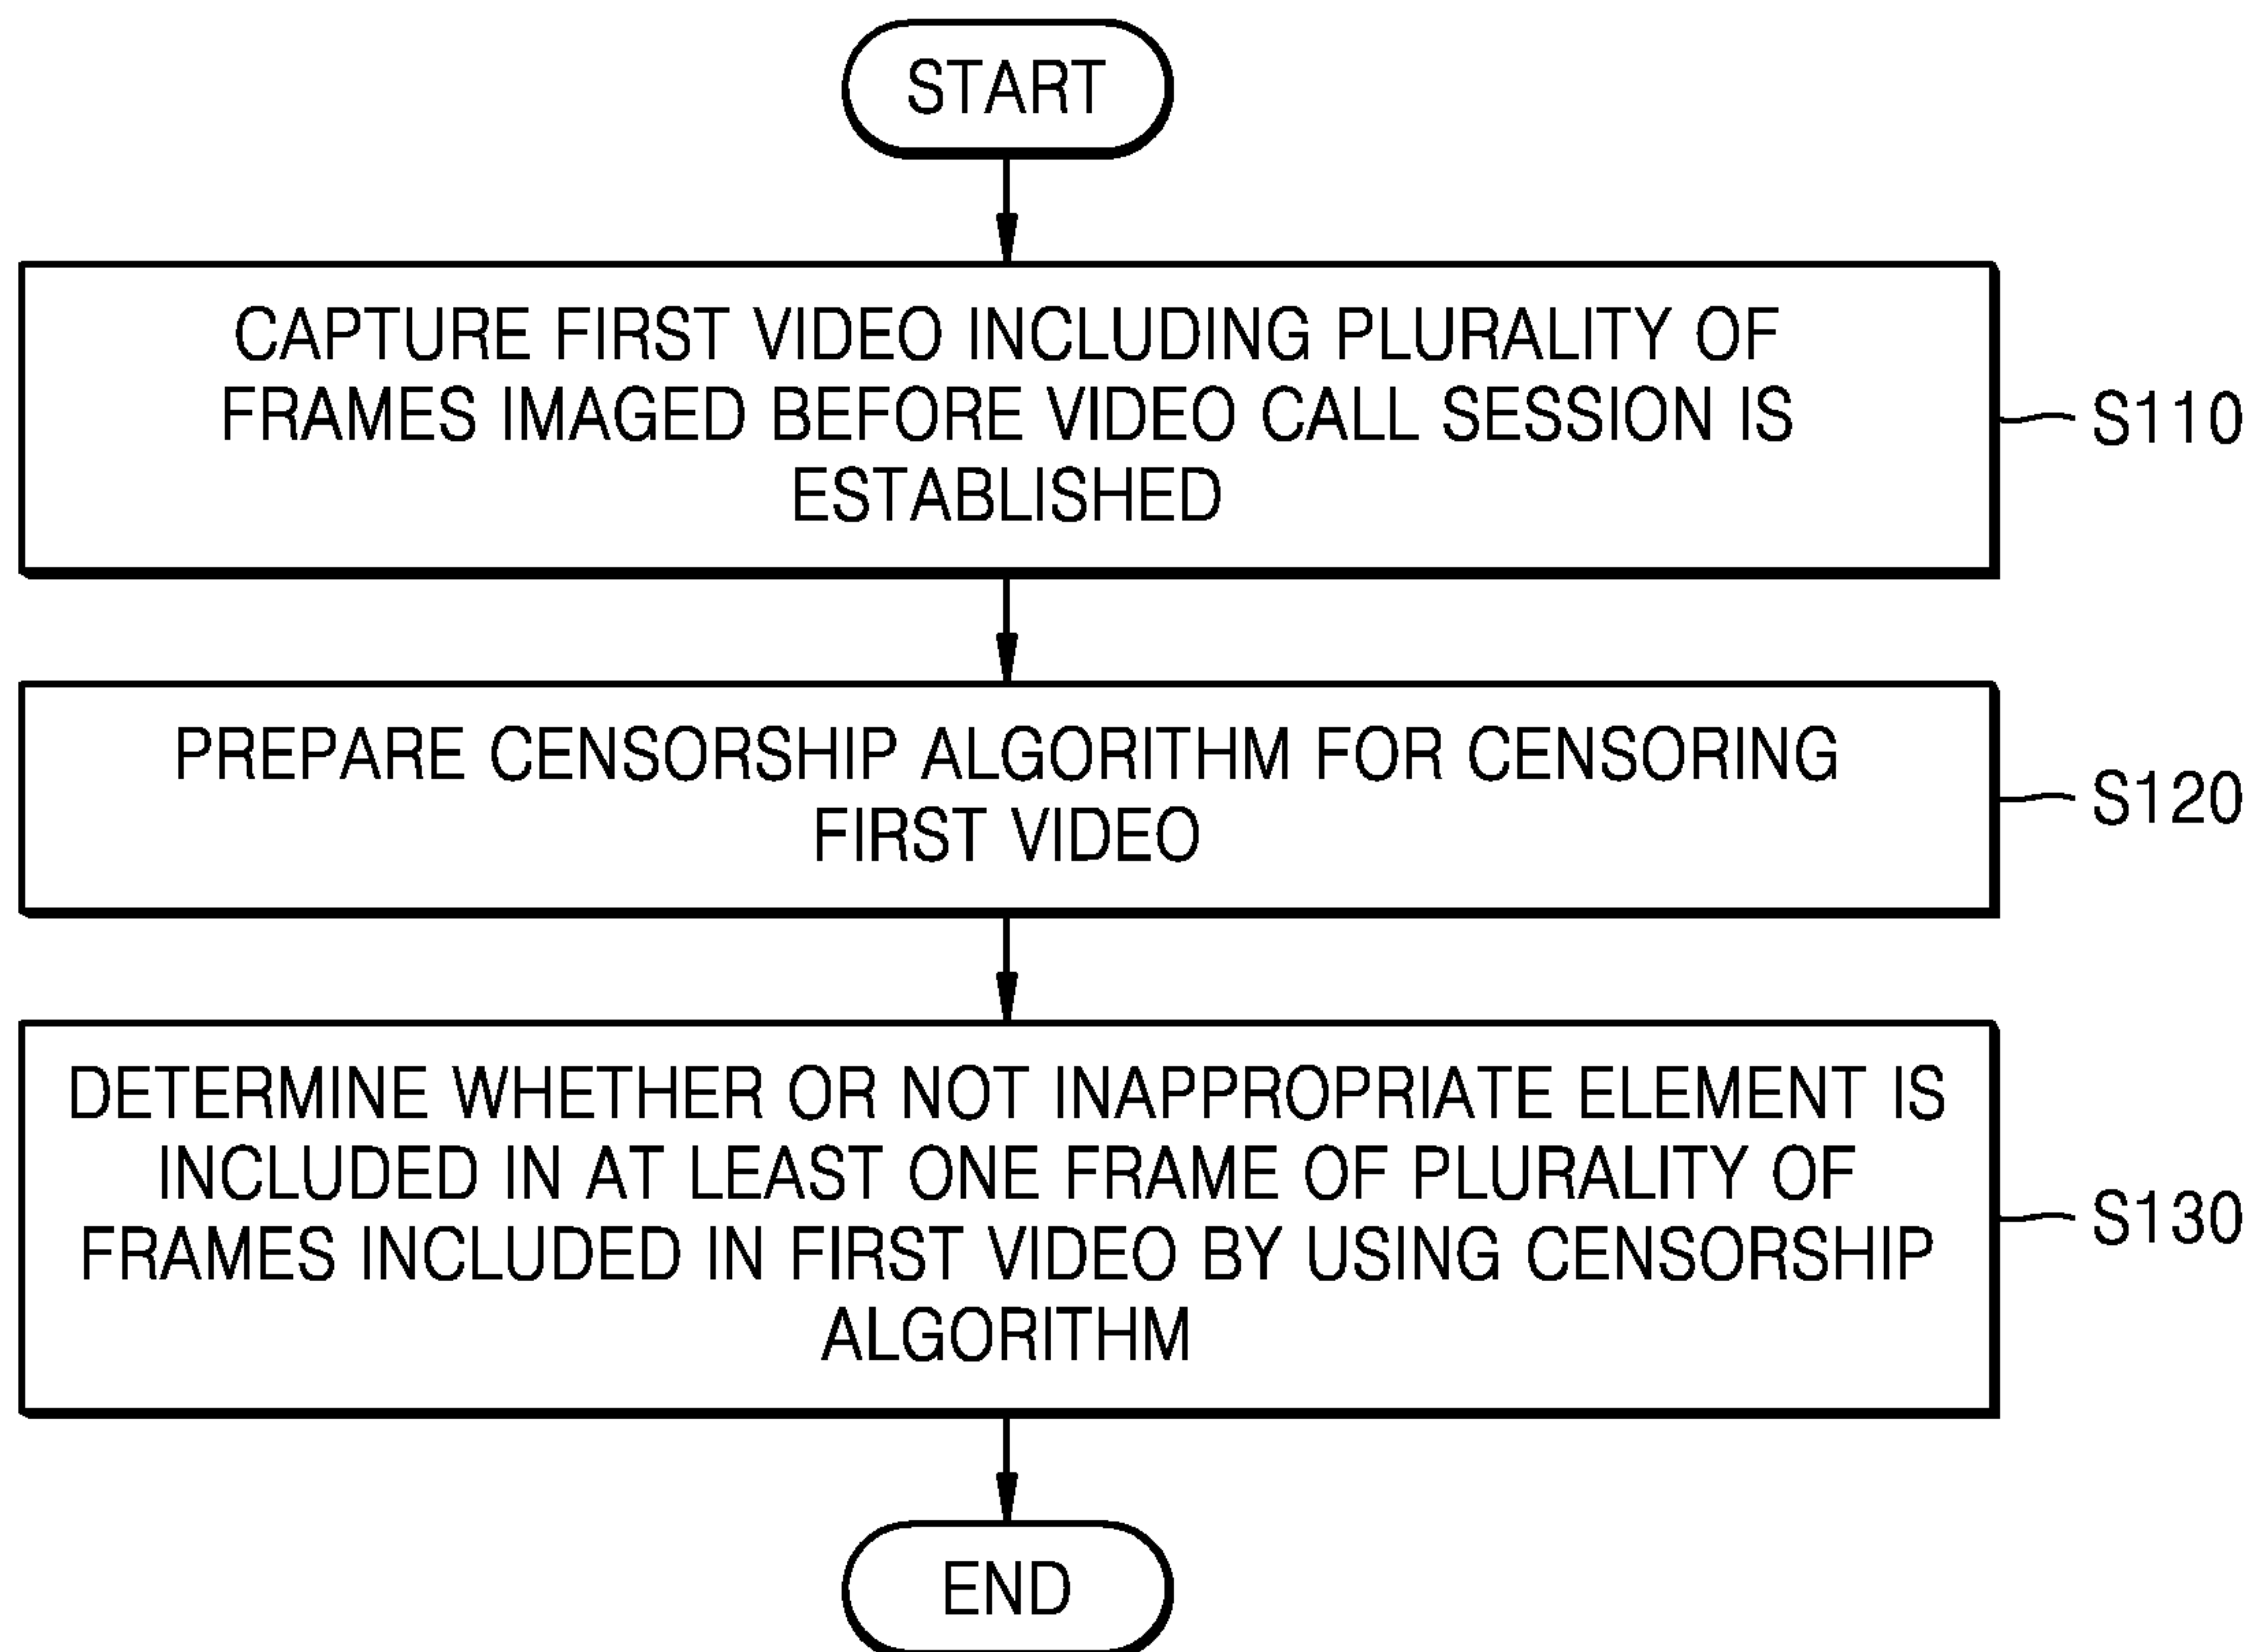 START
CAPTURE FIRST VIDEO INCLUDING PLURALITY OF
FRAMES IMAGED BEFORE VIDEO CALL SESSION IS
ESTABLISHED
S110
PREPARE CENSORSHIP ALGORITHM FOR CENSORING
FIRST VIDEO
S120
DETERMINE WHETHER OR NOT INAPPROPRIATE ELEMENT IS
INCLUDED IN AT LEAST ONE FRAME OF PLURALITY OF
FRAMES INCLUDED IN FIRST VIDEO BY USING CENSORSHIP
ALGORITHM
S130
END